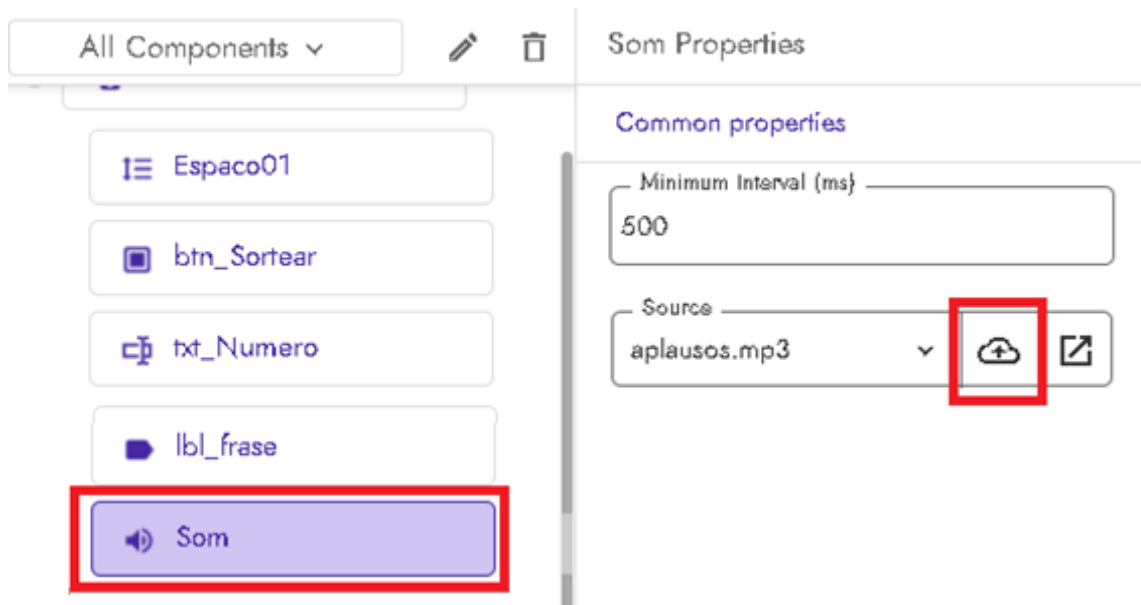 All Components
Espaco01
btn_Sortear
txt_Numero
lbl_frase
Som
Som Properties
Common properties
Minimum Interval (ms)
500
Source
aplausos.mp3